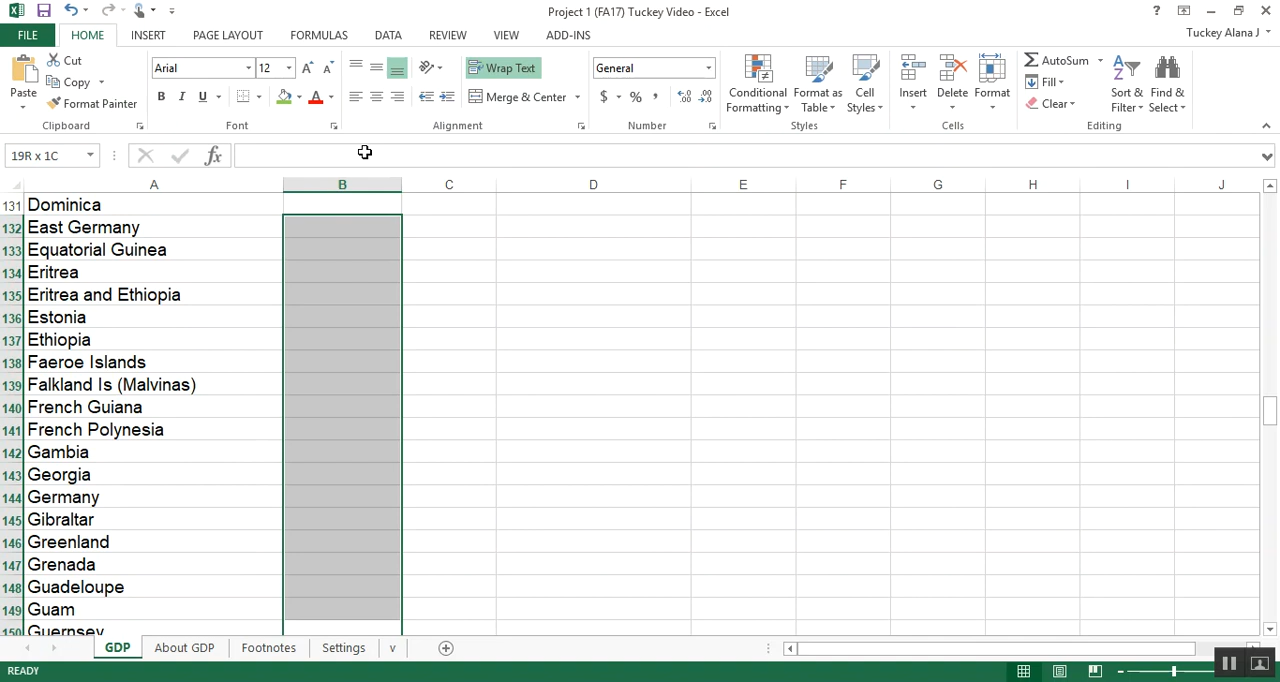 Project 1 (FA17) Tuckey Video - Excel
?
FILE HOME INSERT PAGE LAYOUT FORMULAS DATA REVIEW VIEW ADD-INS
Tuckey Alana J
Paste
Cut
Copy
Format Painter
Clipboard
Arial 12
B I U
Font
Wrap Text
Merge & Center
Alignment
General
$ % ,
Number
Conditional Formatting
Format as Table
Cell Styles
Styles
Insert
Delete
Format
Cells
AutoSum
Fill
Clear
Sort & Filter
Find & Select
Editing
19R x 1C
fx
A B C D E F G H I J
131 Dominica
132 East Germany
133 Equatorial Guinea
134 Eritrea
135 Eritrea and Ethiopia
136 Estonia
137 Ethiopia
138 Faeroe Islands
139 Falkland Is (Malvinas)
140 French Guiana
141 French Polynesia
142 Gambia
143 Georgia
144 Germany
145 Gibraltar
146 Greenland
147 Grenada
148 Guadeloupe
149 Guam
150 Guernsey
GDP About GDP Footnotes Settings v
READY